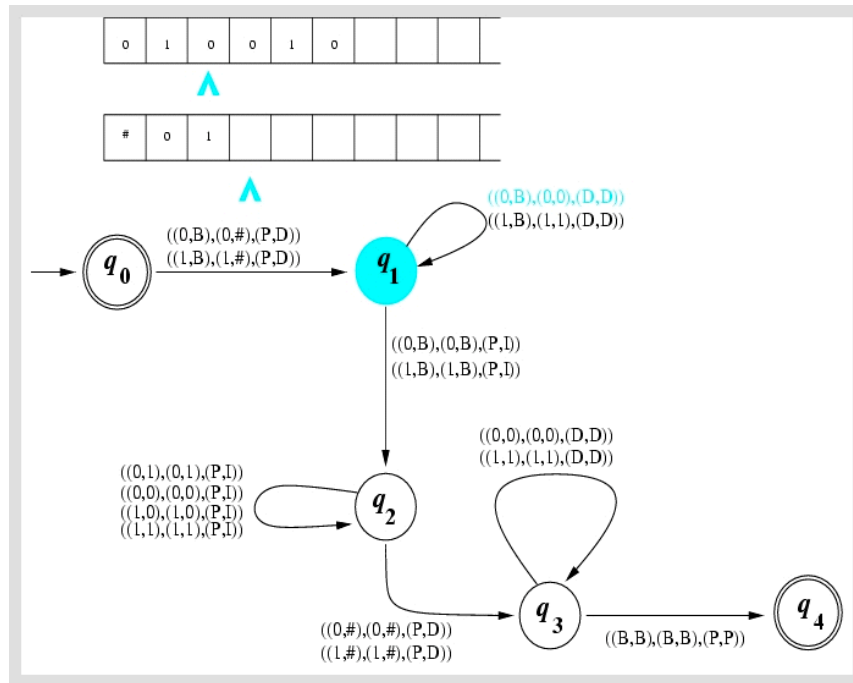 0 1 0 0 1 0
# 0 1
((0,B),(0,0),(D,D))
((1,B),(1,1),(D,D))
((0,B),(0,#),(P,D))
((1,B),(1,#),(P,D))
q0
q1
((0,B),(0,B),(P,I))
((1,B),(1,B),(P,I))
((0,0),(0,0),(D,D))
((1,1),(1,1),(D,D))
((0,1),(0,1),(P,I))
((0,0),(0,0),(P,I))
((1,0),(1,0),(P,I))
((1,1),(1,1),(P,I))
q2
q3
q4
((0,#),(0,#),(P,D))
((1,#),(1,#),(P,D))
((B,B),(B,B),(P,P))